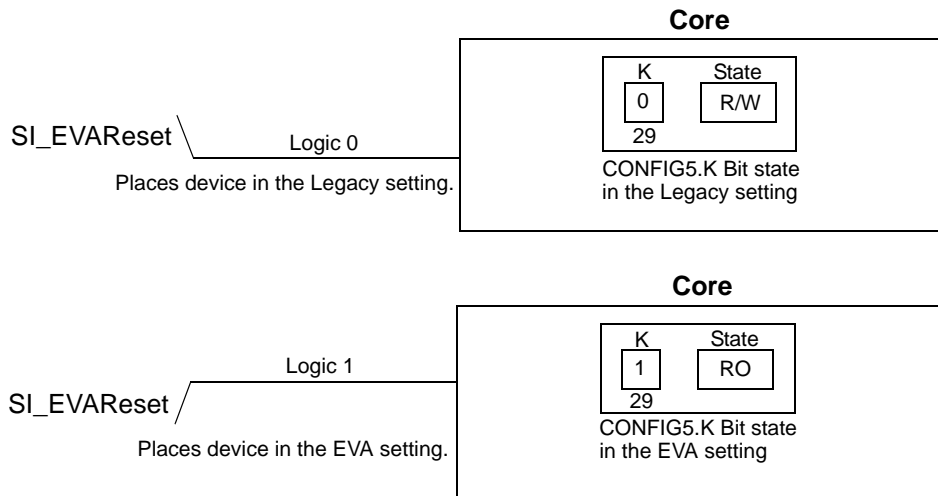 Core
K State
0 R/W
29
SI_EVAReset
Logic 0
Places device in the Legacy setting.
CONFIG5.K Bit state
in the Legacy setting
Core
K State
1 RO
29
SI_EVAReset
Logic 1
Places device in the EVA setting.
CONFIG5.K Bit state
in the EVA setting